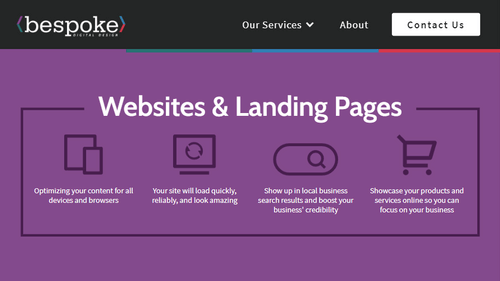 bespoke
DIGITAL DESIGN
Our Services
About
Contact Us
Websites & Landing Pages
Optimizing your content for all
devices and browsers
Your site will load quickly,
reliably, and look amazing
Show up in local business
search results and boost your
business' credibility
Showcase your products and
services online so you can
focus on your business